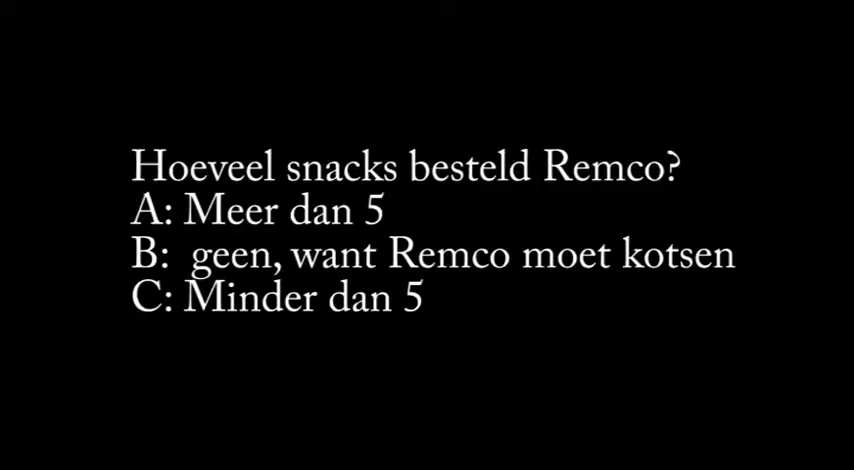 Hoeveel snacks besteld Remco?
A: Meer dan 5
B:  geen, want Remco moet kotsen
C: Minder dan 5